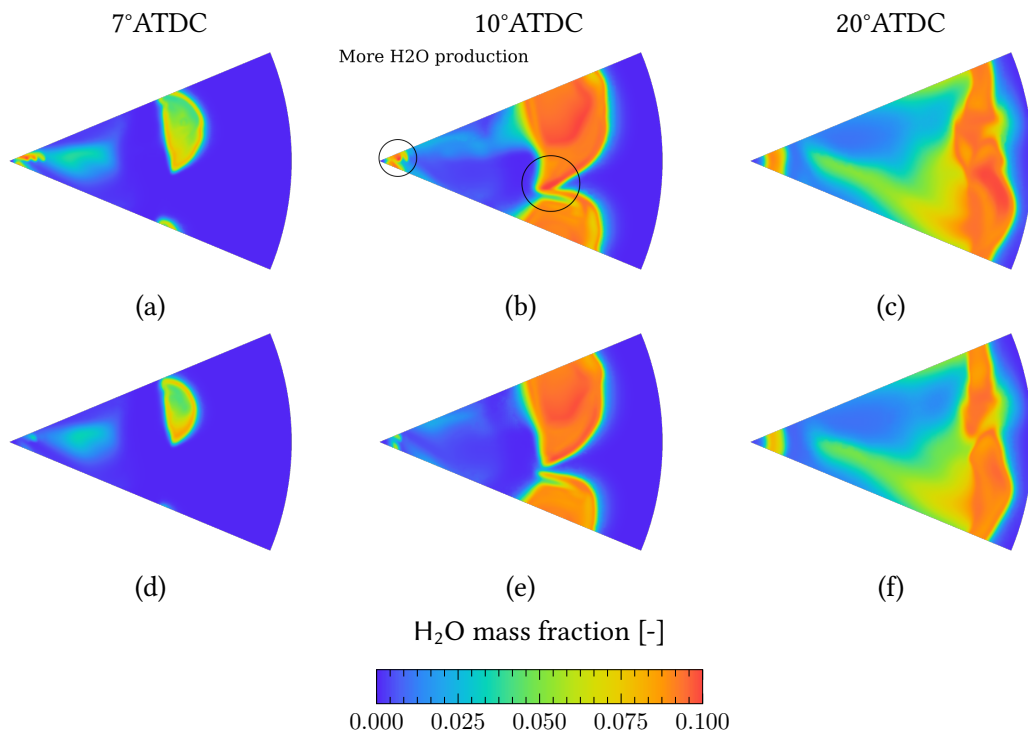 7°ATDC
10°ATDC
20°ATDC
More H2O production
(a)
(b)
(c)
(d)
(e)
(f)
H₂O mass fraction [-]
0.000 0.025 0.050 0.075 0.100